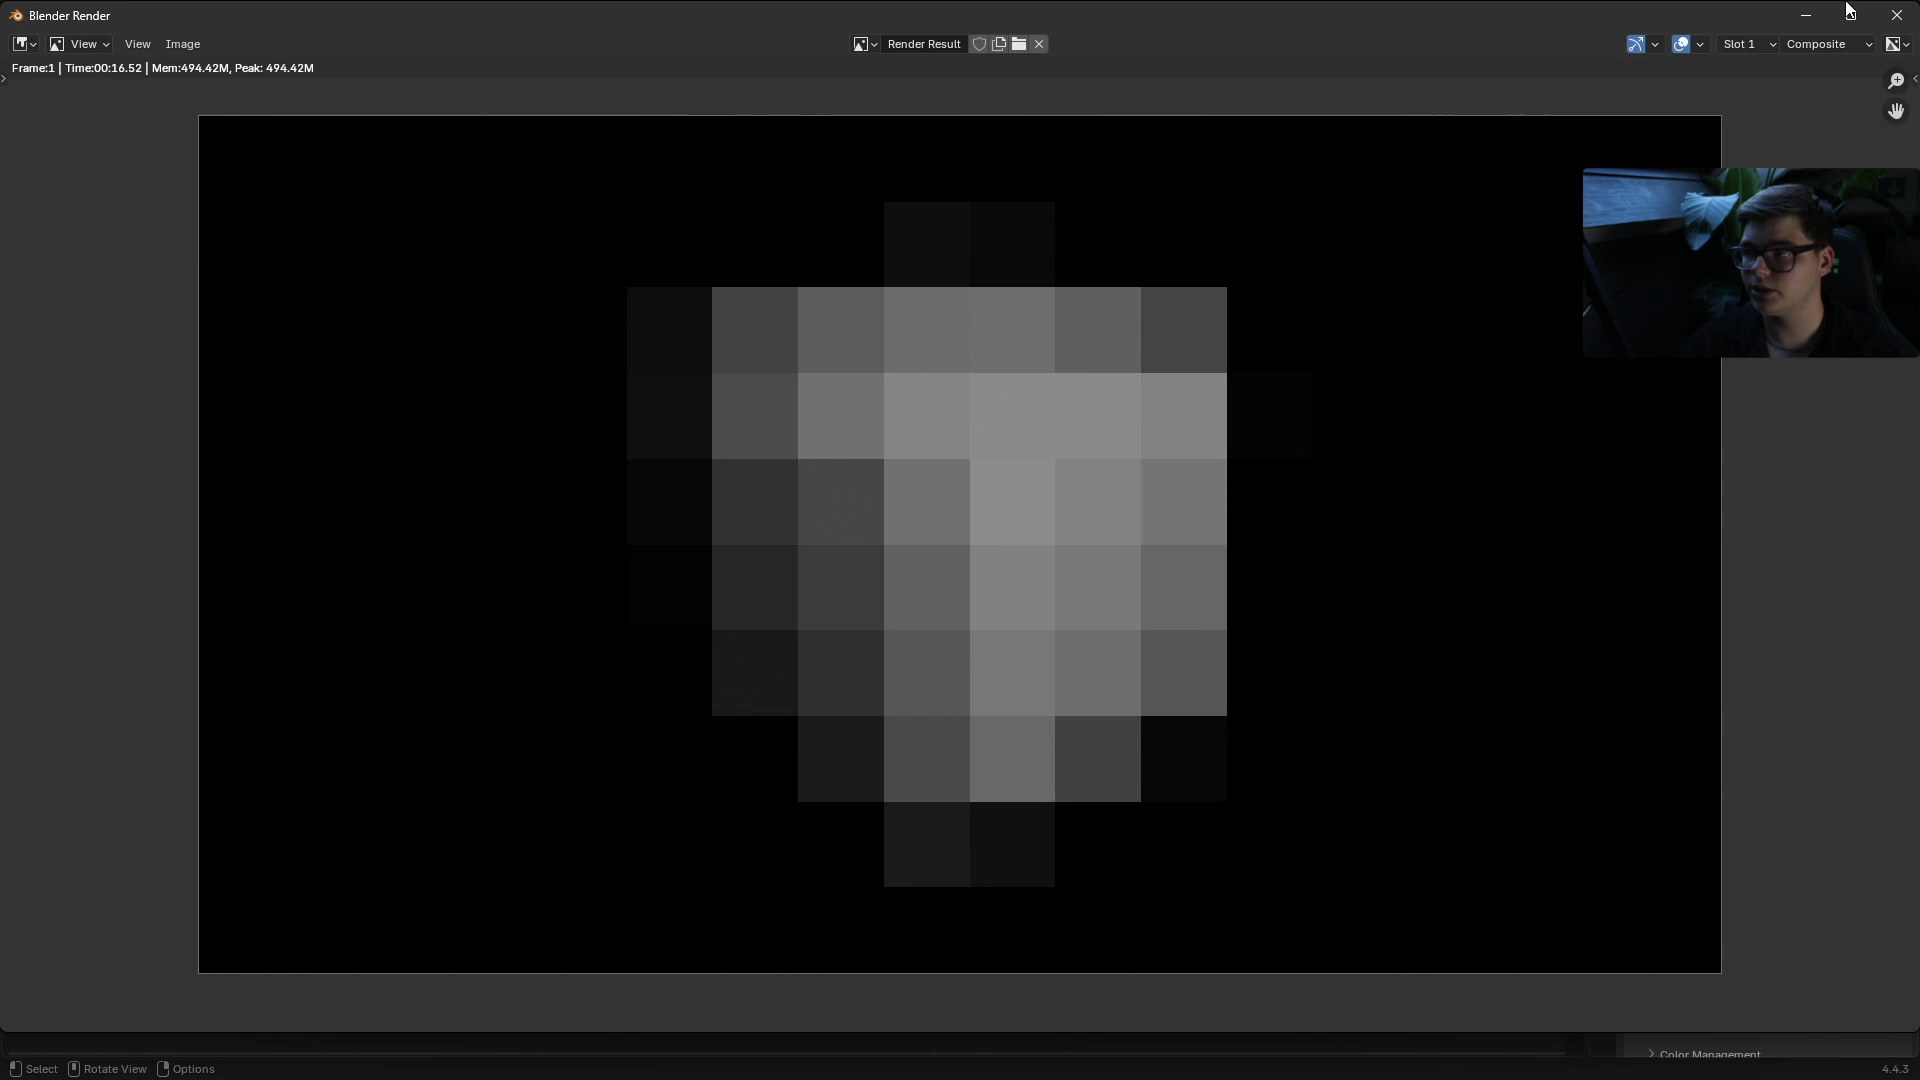 Blender Render
View View Image Render Result Slot 1 Composite
Frame:1 | Time:00:16.52 | Mem:494.42M, Peak: 494.42M
Color Management
Select Rotate View Options 4.4.3